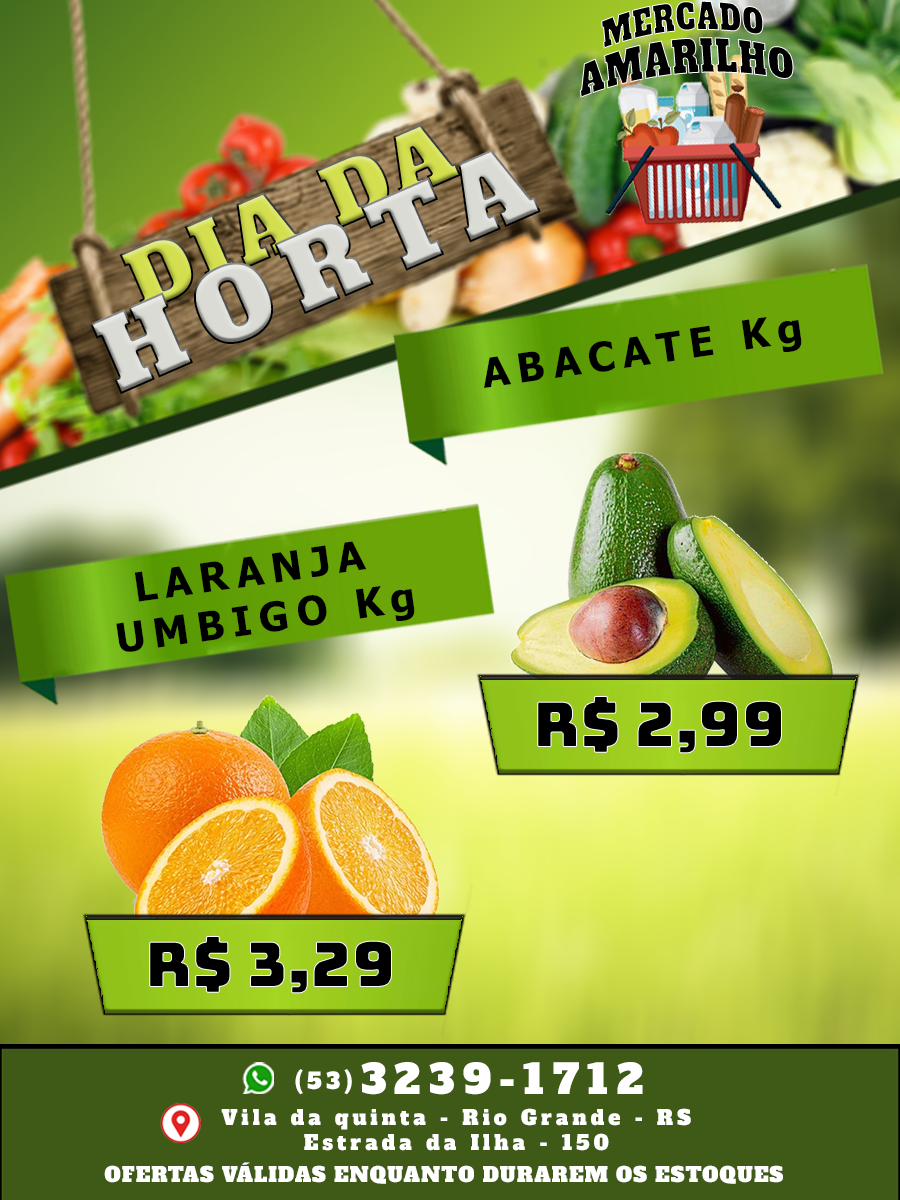 MERCADO
AMARILHO
DIA DA
HORTA
ABACATE Kg
LARANJA
UMBIGO Kg
R$ 2,99
R$ 3,29
(53) 3239-1712
Vila da quinta - Rio Grande - RS
Estrada da Ilha - 150
OFERTAS VÁLIDAS ENQUANTO DURAREM OS ESTOQUES